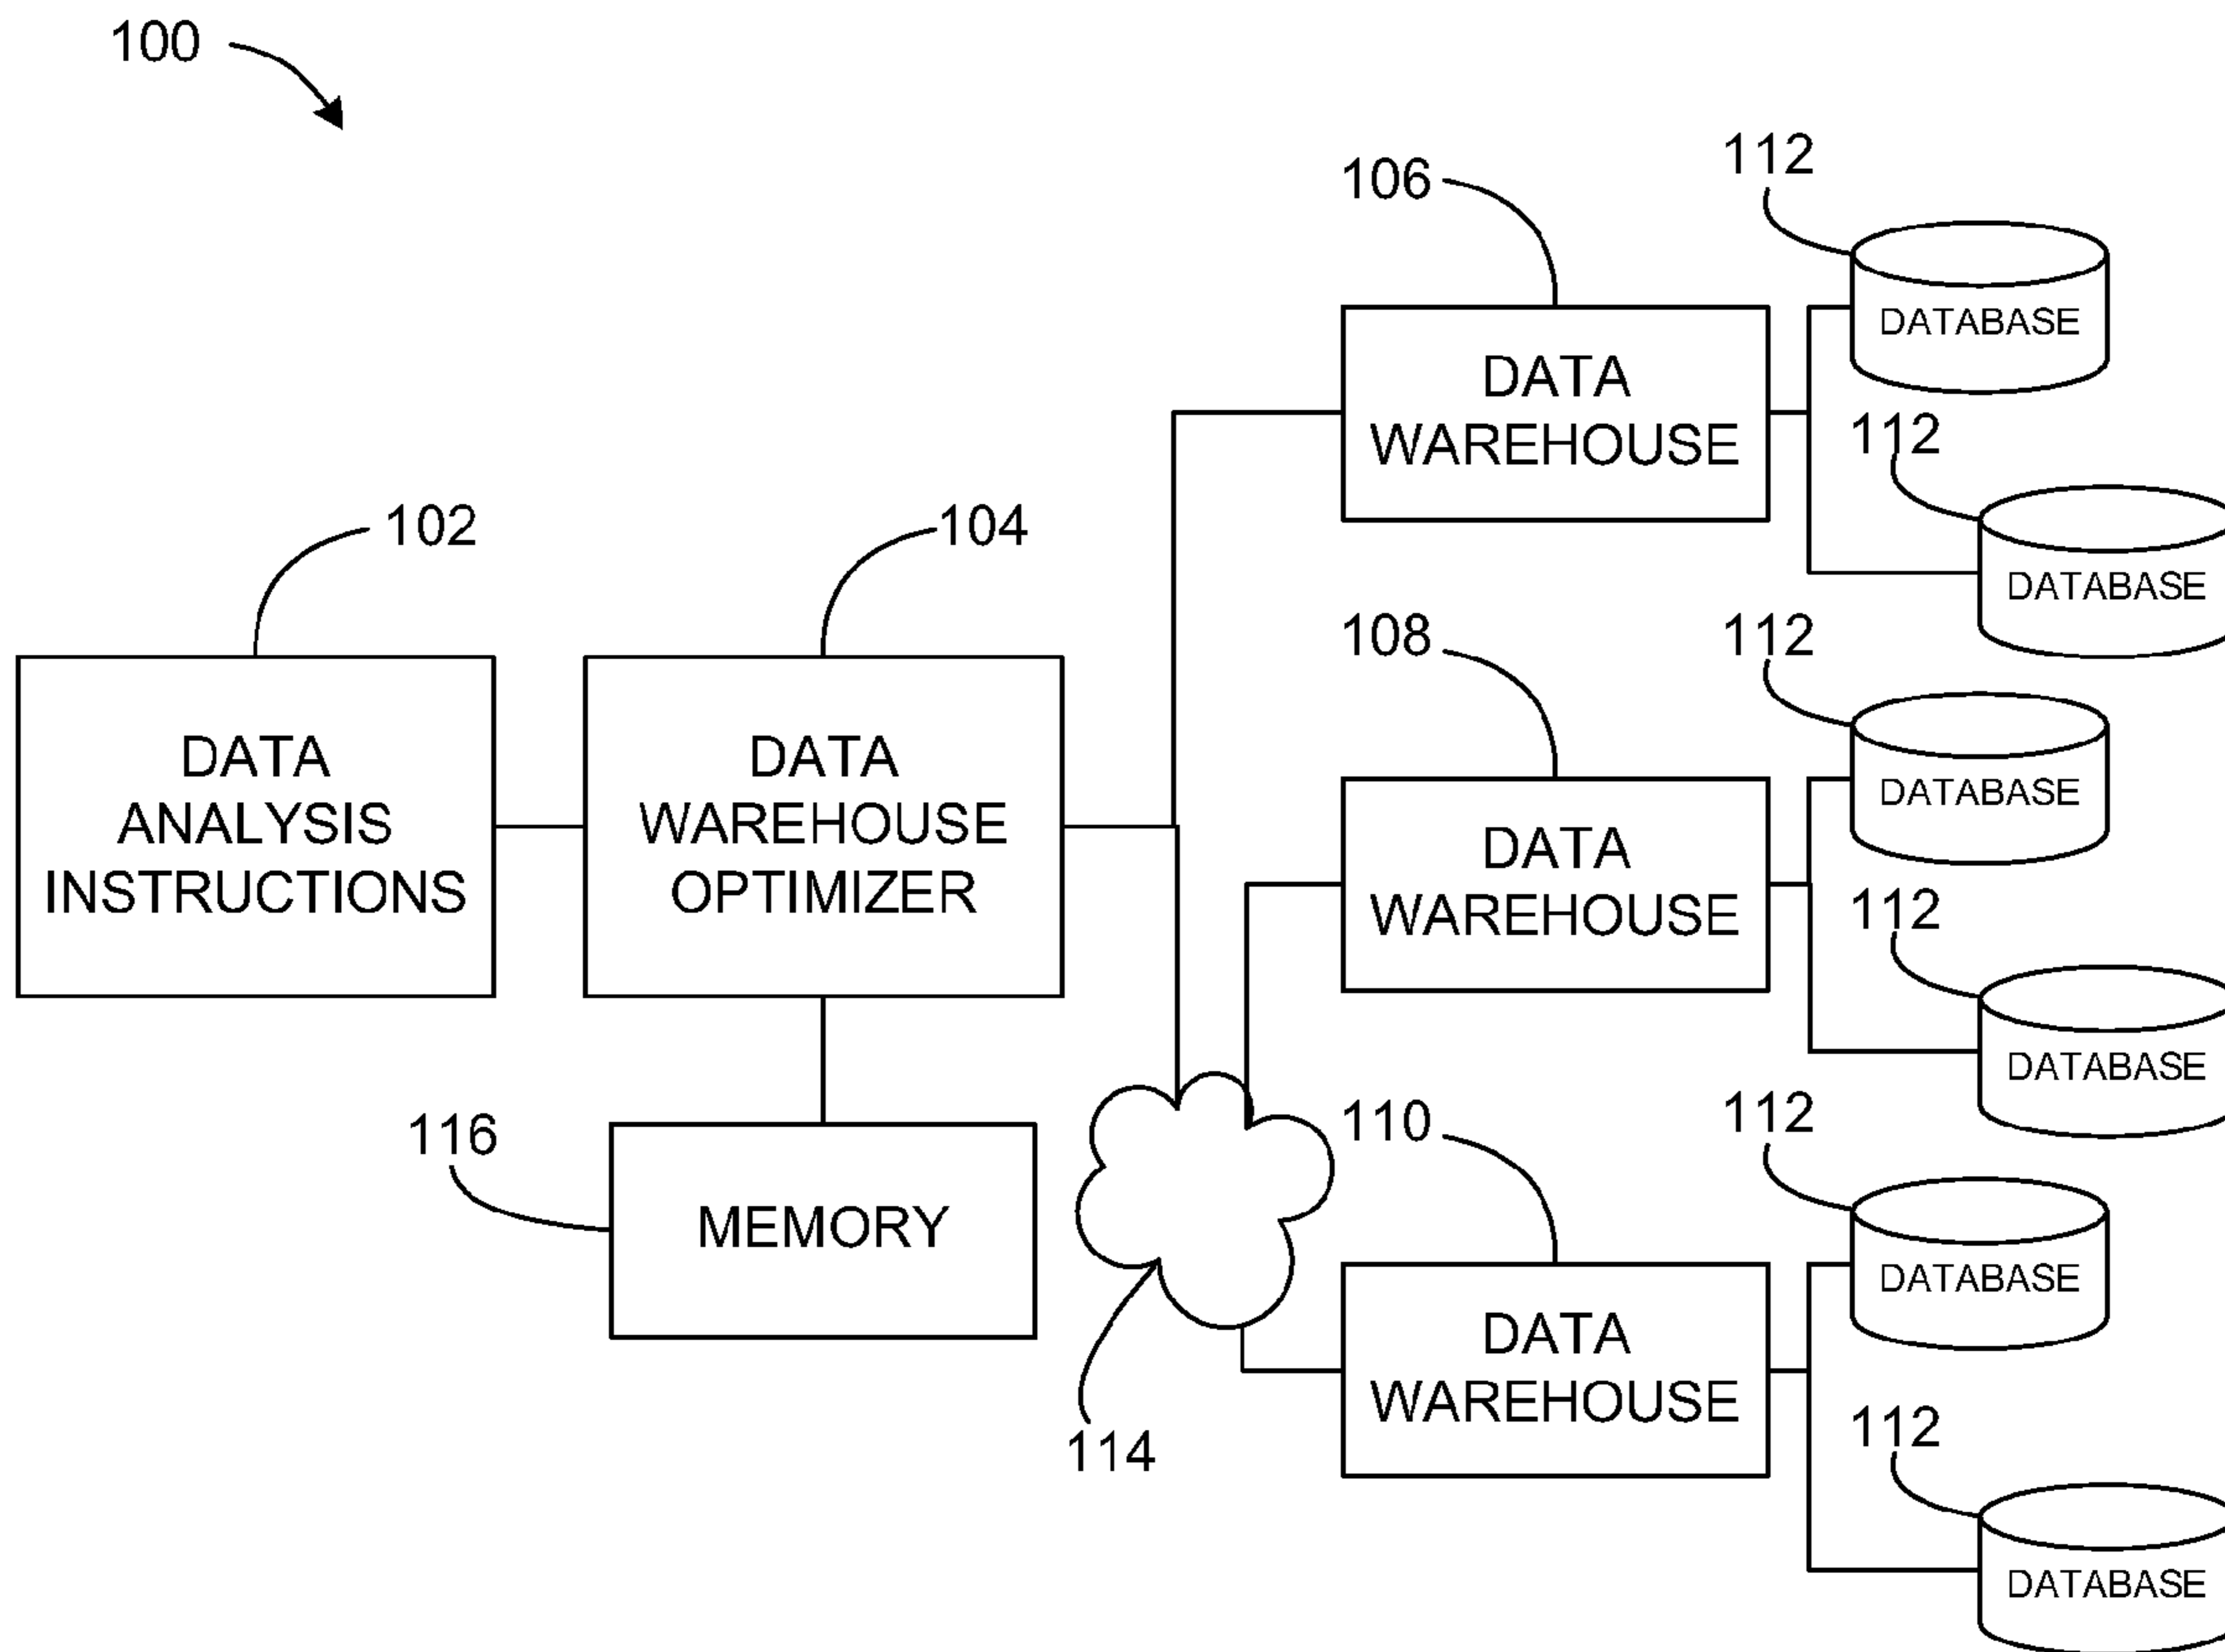 100
112
106
DATABASE
DATA
WAREHOUSE
112
102
104
DATABASE
108
112
DATA
ANALYSIS
INSTRUCTIONS
DATA
WAREHOUSE
OPTIMIZER
DATABASE
DATA
WAREHOUSE
112
DATABASE
116
110
112
MEMORY
DATABASE
DATA
WAREHOUSE
112
114
DATABASE